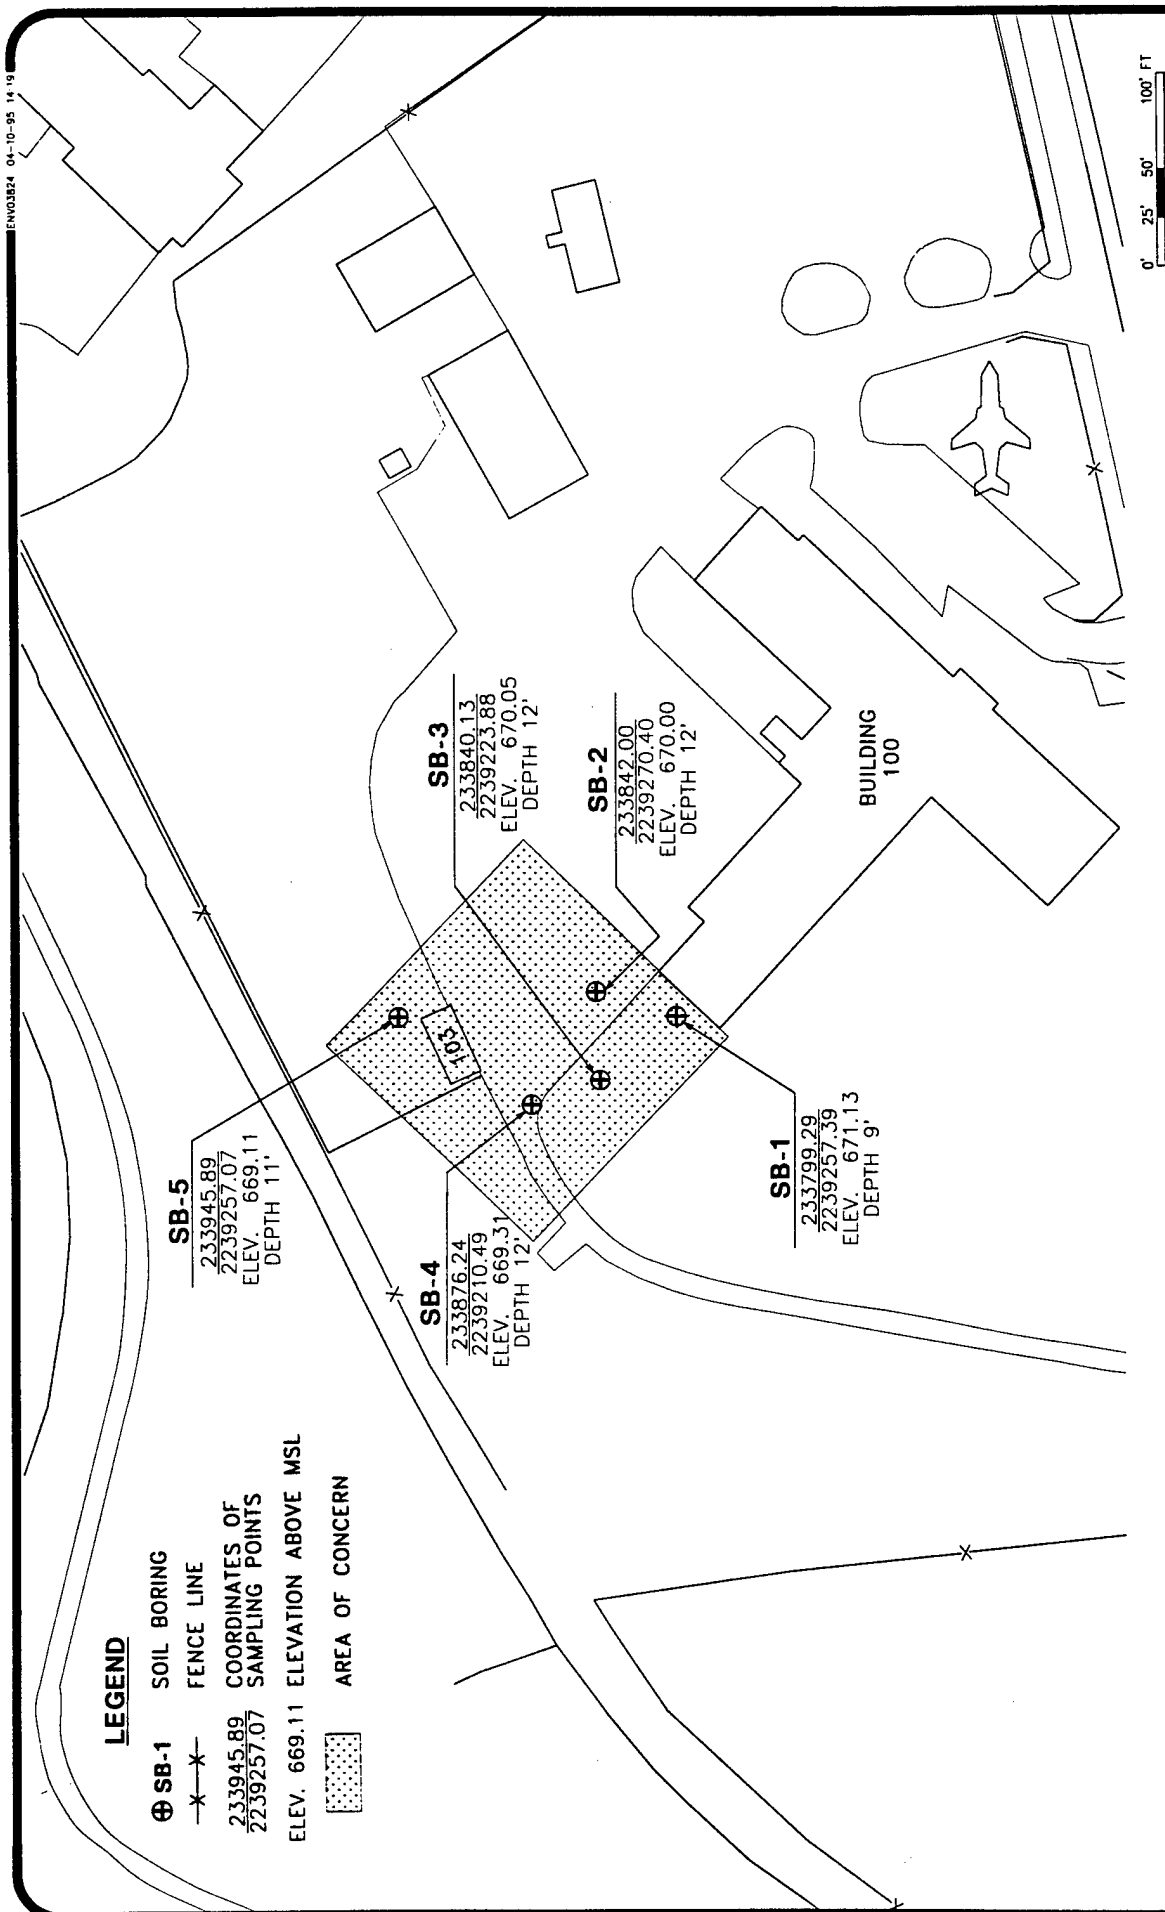 ENV03B24 04-10-95 14:19
LEGEND
SB-1 SOIL BORING
FENCE LINE
233945.89 COORDINATES OF
2239257.07 SAMPLING POINTS
ELEV. 669.11 ELEVATION ABOVE MSL
AREA OF CONCERN
SB-5
233945.89
2239257.07
ELEV. 669.11
DEPTH 11'
SB-4
233876.24
2239210.49
ELEV. 669.31
DEPTH 12'
SB-3
233840.13
2239223.88
ELEV. 670.05
DEPTH 12'
SB-2
233842.00
2239270.40
ELEV. 670.00
DEPTH 12'
SB-1
233799.29
2239257.39
ELEV. 671.13
DEPTH 9'
103
BUILDING
100
0' 25' 50' 100' FT